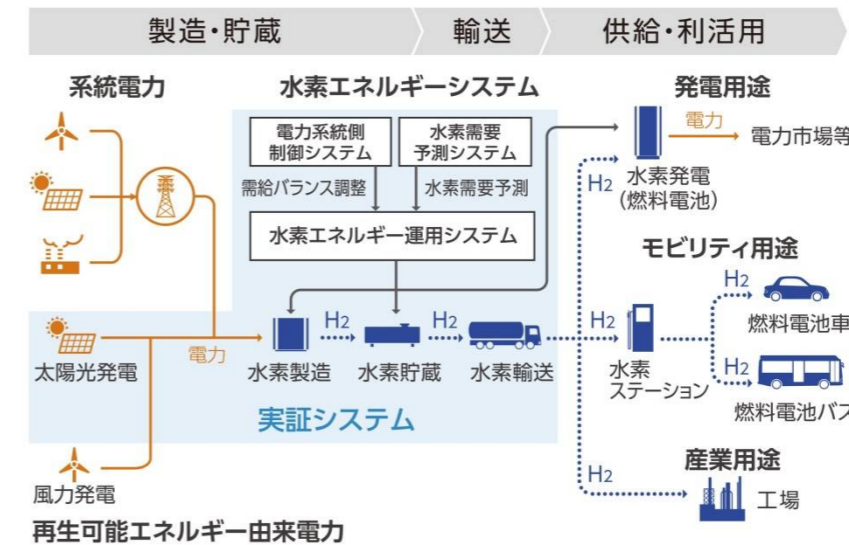 製造・貯蔵
輸送
供給・利活用
系統電力
水素エネルギーシステム
発電用途
電力系統側
制御システム
水素需要
予測システム
電力
電力市場等
需給バランス調整
水素需要予測
H2
水素発電
(燃料電池)
水素エネルギー運用システム
モビリティ用途
H2
燃料電池車
電力
H2
H2
H2
太陽光発電
水素製造
水素貯蔵
水素輸送
水素
ステーション
H2
燃料電池バス
実証システム
産業用途
H2
工場
風力発電
再生可能エネルギー由来電力